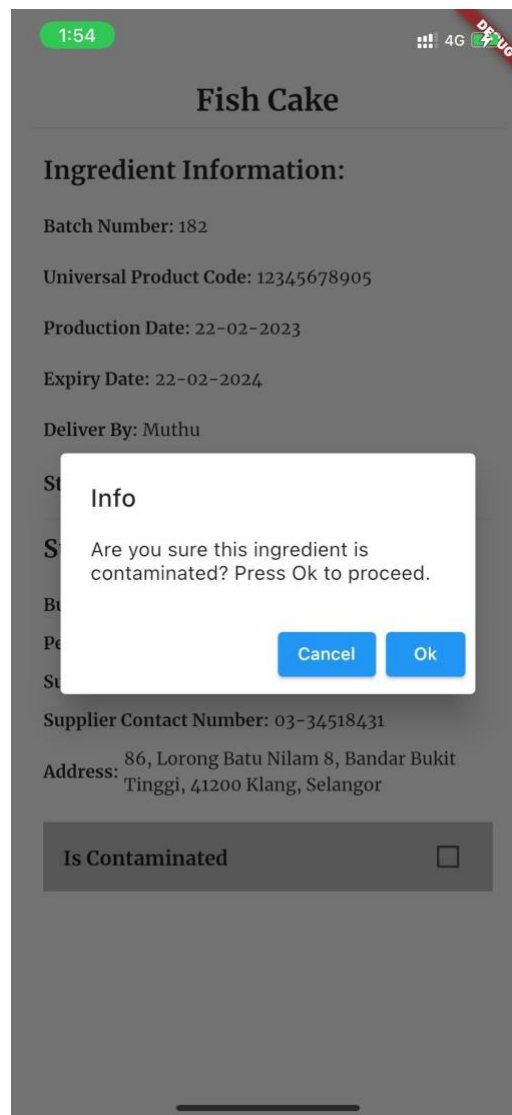 1:54
4G
DEBUG
Fish Cake
Ingredient Information:
Batch Number: 182
Universal Product Code: 12345678905
Production Date: 22-02-2023
Expiry Date: 22-02-2024
Deliver By: Muthu
Info
Are you sure this ingredient is
contaminated? Press Ok to proceed.
Cancel Ok
Supplier Contact Number: 03-34518431
Address: 86, Lorong Batu Nilam 8, Bandar Bukit
Tinggi, 41200 Klang, Selangor
Is Contaminated